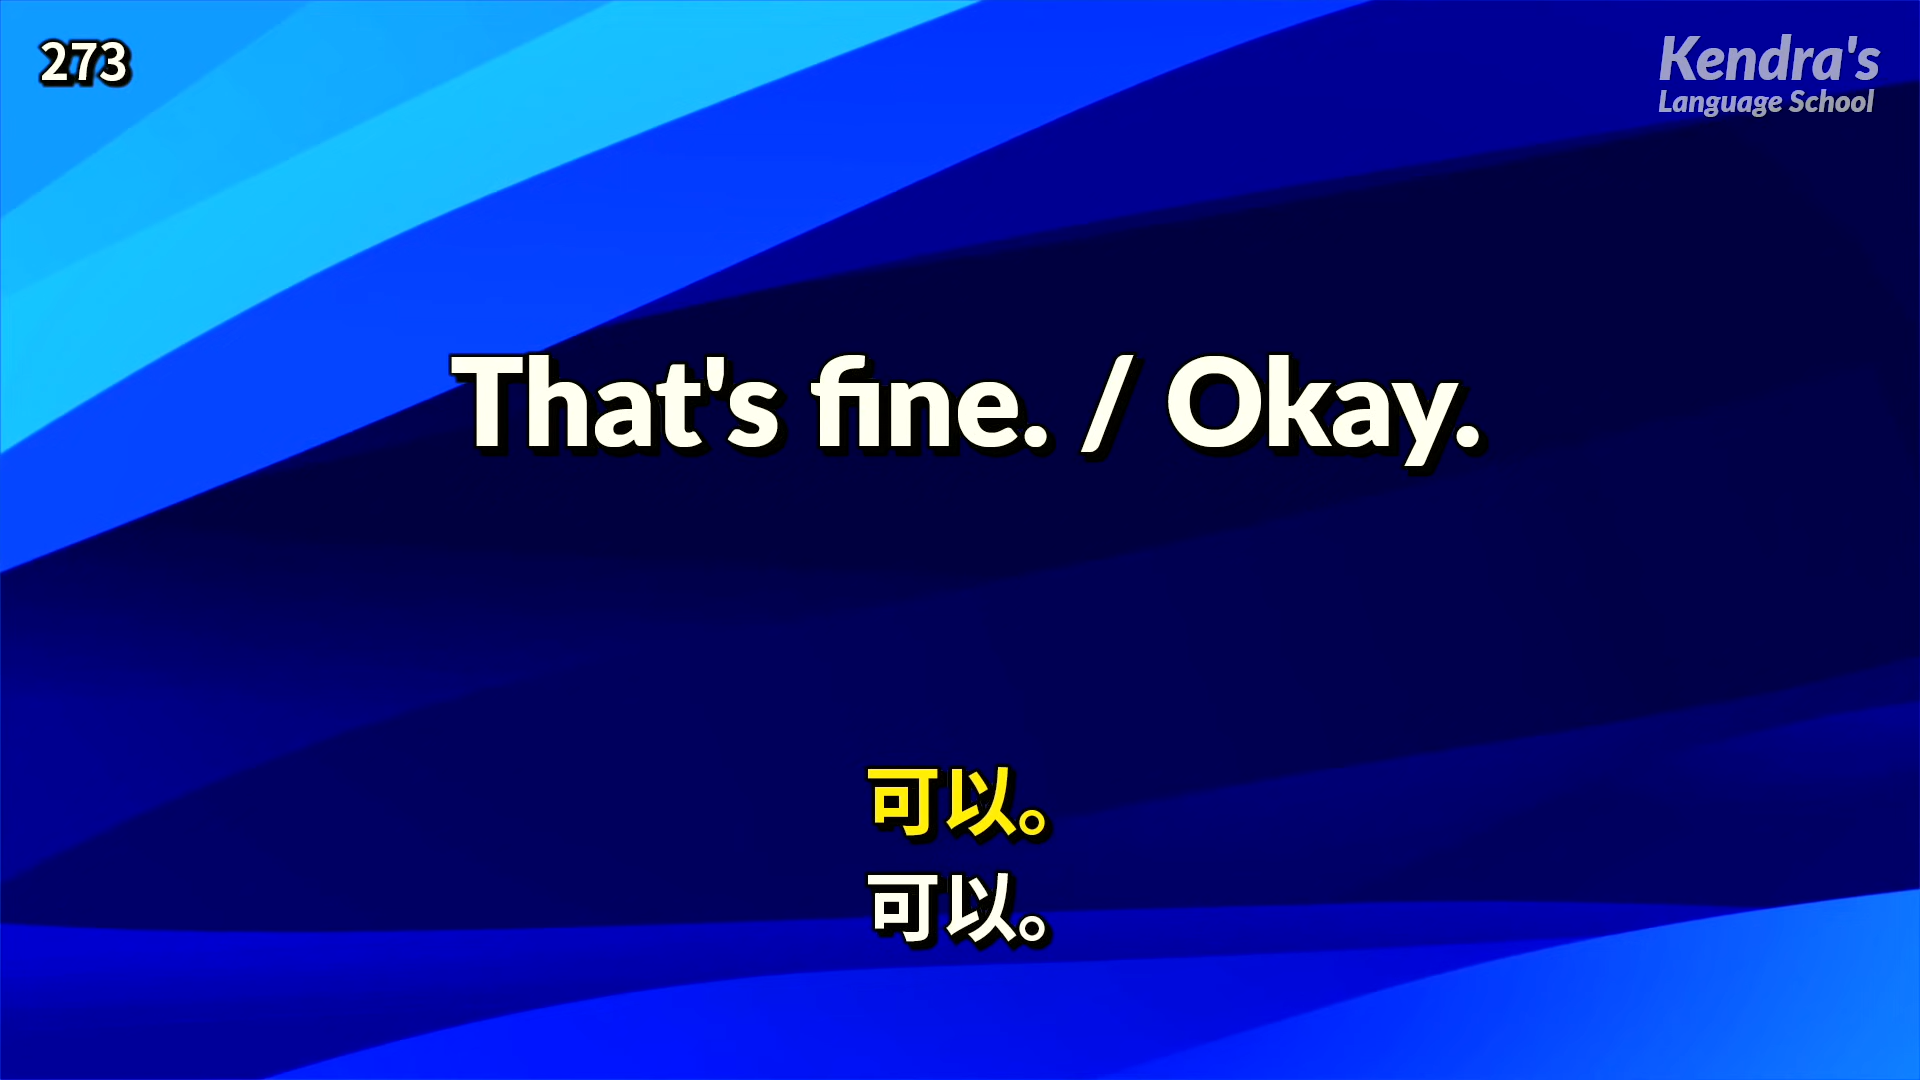 273
Kendra's
Language School
That's fine. / Okay.
可以。
可以。